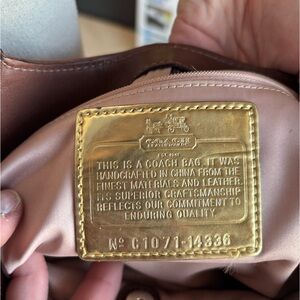 EST. 1941
THIS IS A COACH BAG. IT WAS
HANDCRAFTED IN CHINA FROM THE
FINEST MATERIALS AND LEATHER.
ITS SUPERIOR CRAFTSMANSHIP
REFLECTS OUR COMMITMENT TO
ENDURING QUALITY.
Nº C1071-14336